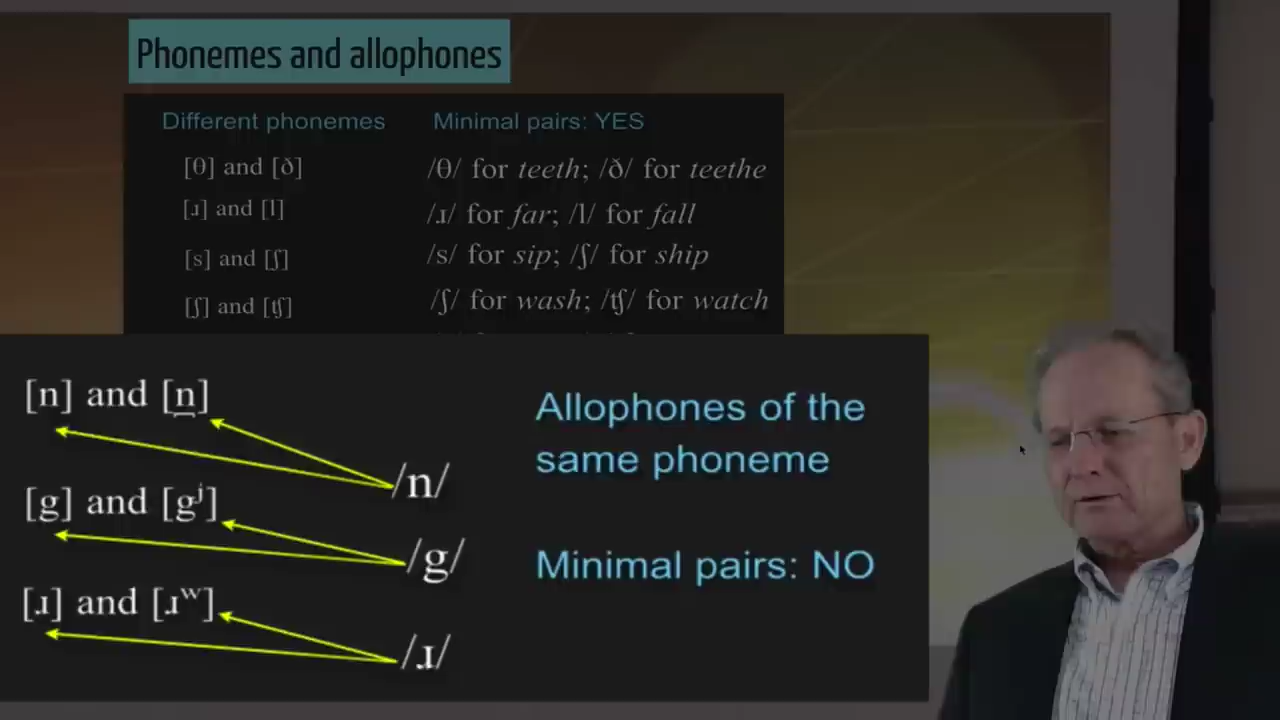 Phonemes and allophones
Different phonemes Minimal pairs: YES
[θ] and [ð] /θ/ for teeth; /ð/ for teethe
[ɹ] and [l] /ɹ/ for far; /l/ for fall
[s] and [ʃ] /s/ for sip; /ʃ/ for ship
[ʃ] and [ʧ] /ʃ/ for wash; /ʧ/ for watch
[n] and [n̪] Allophones of the
same phoneme
/n/
[g] and [gʲ]
/g/ Minimal pairs: NO
[ɹ] and [ɹʷ]
/ɹ/